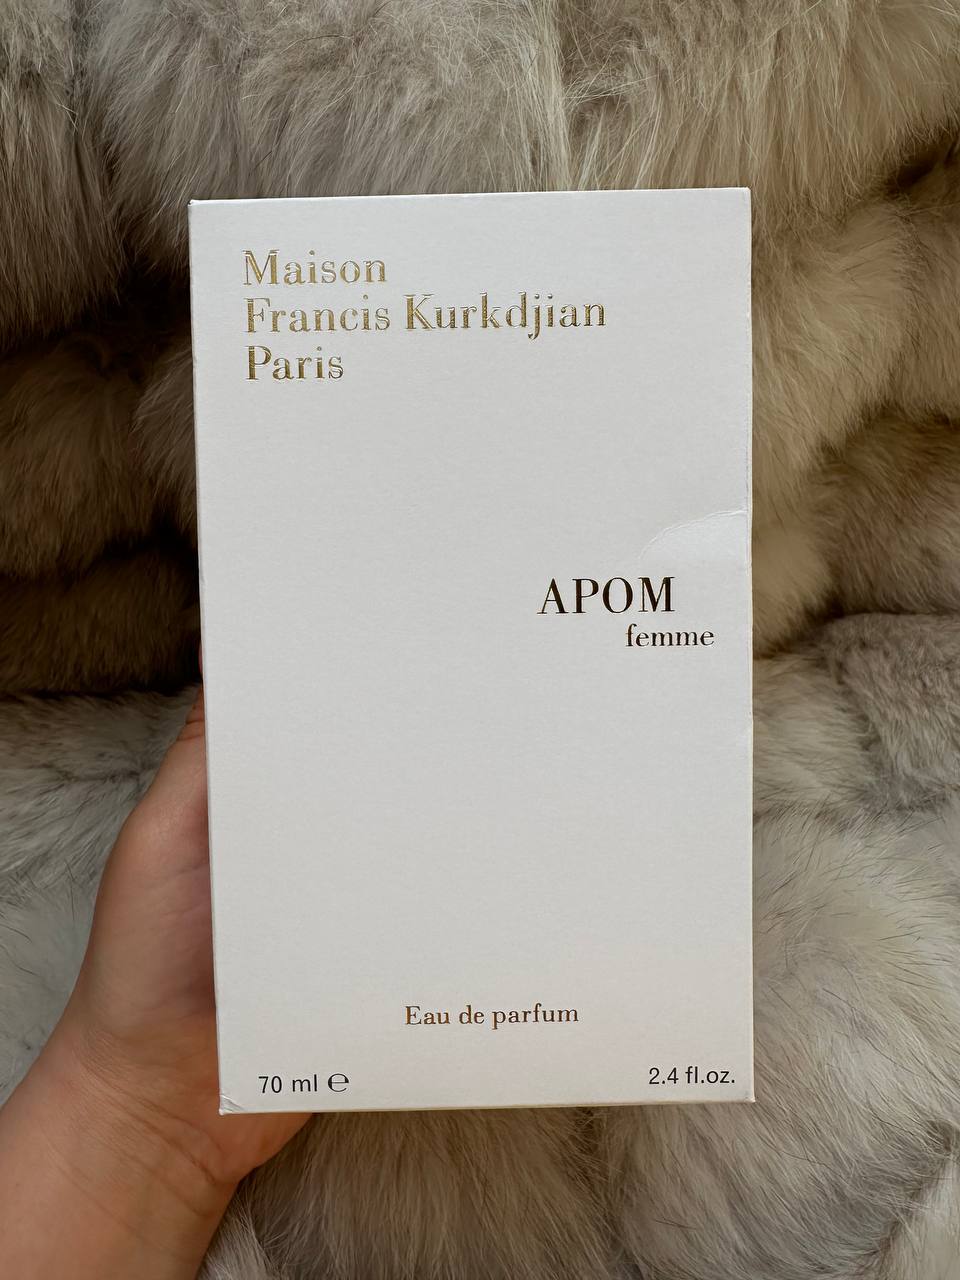 Maison
Francis Kurkdjian
Paris
APOM
femme
Eau de parfum
70 ml ℮
2.4 fl.oz.